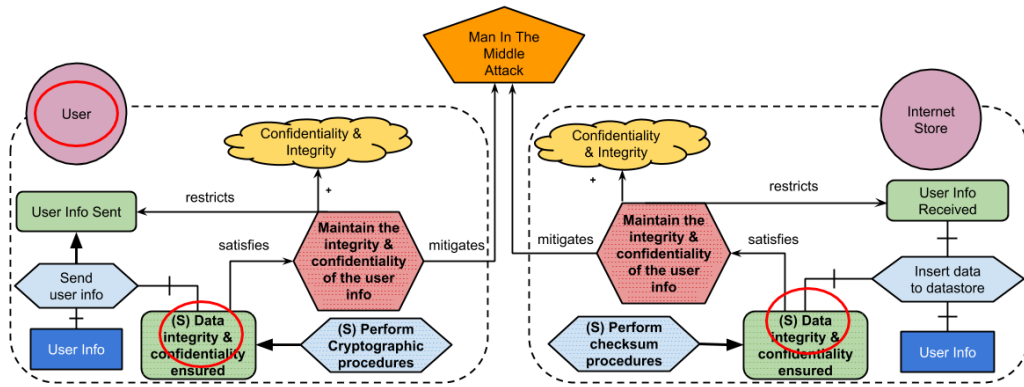 Man In The
Middle
Attack
User
Confidentiality &
Integrity
restricts
User Info Sent
Maintain the
integrity &
confidentiality
of the user
info
+
satisfies
mitigates
Send
user info
User Info
(S) Data
integrity &
confidentiality
ensured
(S) Perform
Cryptographic
procedures
Internet
Store
Confidentiality
& Integrity
+
restricts
User Info
Received
mitigates
Maintain the
integrity &
confidentiality
of the user
info
satisfies
Insert data
to datastore
(S) Perform
checksum
procedures
(S) Data
integrity &
confidentiality
ensured
User Info